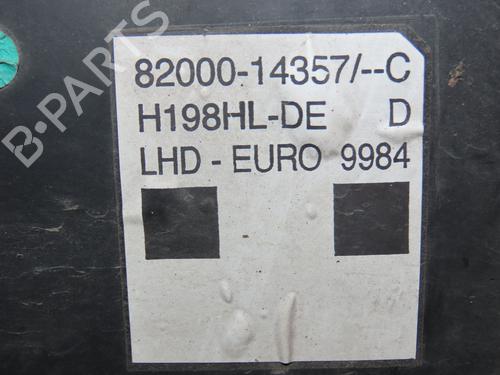 82000-14357/--C
H198HL-DE D
LHD - EURO 9984
B-PARTS